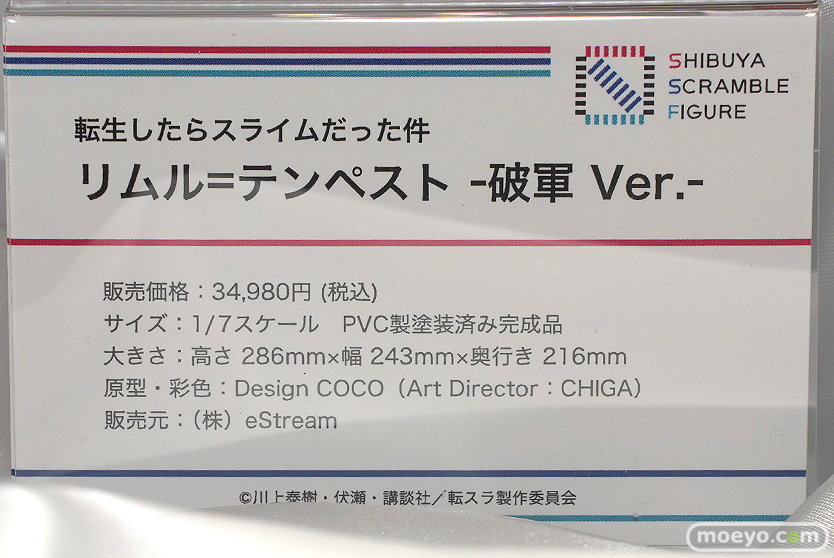 SHIBUYA
SCRAMBLE
FIGURE
転生したらスライムだった件
リムル=テンペスト -破軍 Ver.-
販売価格：34,980円 (税込)
サイズ：1/7スケール　PVC製塗装済み完成品
大きさ：高さ 286mm×幅 243mm×奥行き 216mm
原型・彩色：Design COCO（Art Director：CHIGA）
販売元：（株）eStream
©川上泰樹・伏瀬・講談社／転スラ製作委員会
moeyo.com